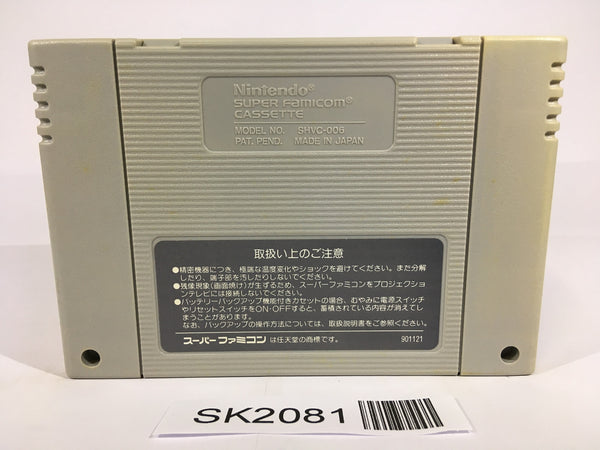 Nintendo®
SUPER FAMICOM®
CASSETTE
MODEL NO. SHVC-006
PAT. PEND. MADE IN JAPAN
取扱い上のご注意
●精密機器につき、極端な温度変化やショックを避けてください。また分解
したり、端子部を汚したりしないでください。
●残像現象(画面焼け)が生ずるため、スーパーファミコンをプロジェクショ
ンテレビには接続しないでください。
●バッテリーバックアップ機能付きカセットの場合、むやみに電源スイッチ
やリセットスイッチをON・OFFすると、蓄積されている内容が消えてし
まうことがあります。
なお、バックアップの操作方法については、取扱説明書をご参照ください。
スーパーファミコン は任天堂の商標です。 901121
SK2081